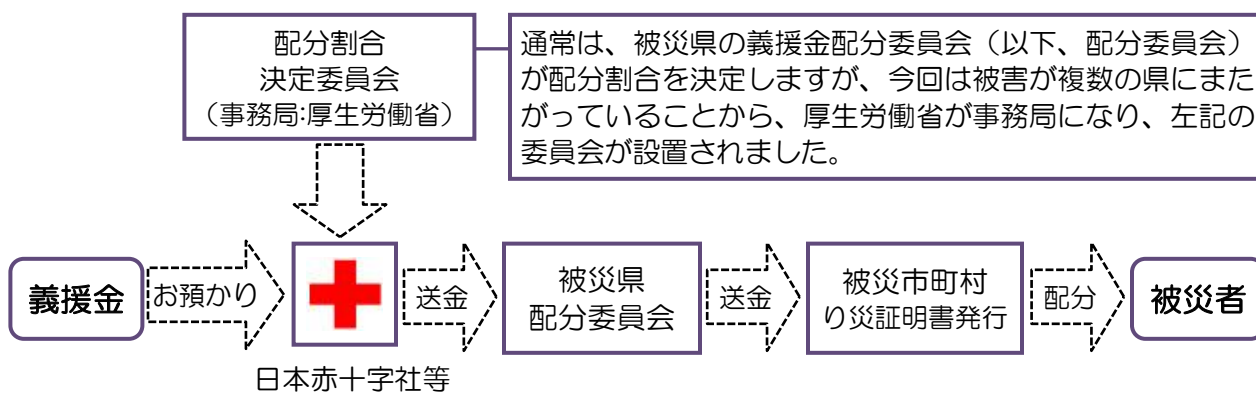 配分割合
決定委員会
（事務局:厚生労働省）
通常は、被災県の義援金配分委員会（以下、配分委員会）
が配分割合を決定しますが、今回は被害が複数の県にまた
がっていることから、厚生労働省が事務局になり、左記の
委員会が設置されました。
義援金
お預かり
送金
被災県
配分委員会
送金
被災市町村
り災証明書発行
配分
被災者
日本赤十字社等